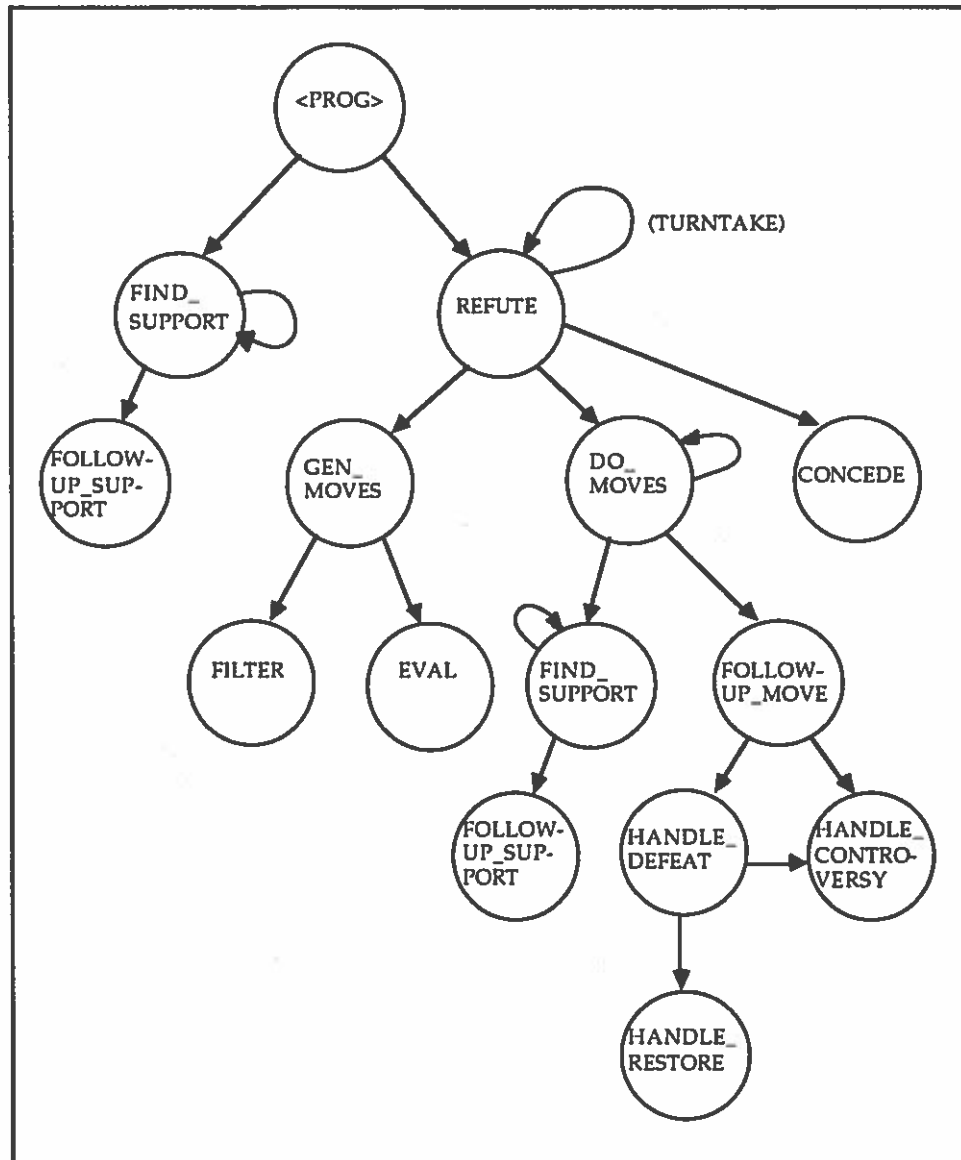 <PROG>
(TURNTAKE)
FIND_
SUPPORT
REFUTE
FOLLOW-
UP_SUP-
PORT
GEN_
MOVES
DO_
MOVES
CONCEDE
FILTER
EVAL
FIND_
SUPPORT
FOLLOW-
UP_MOVE
FOLLOW-
UP_SUP-
PORT
HANDLE_
DEFEAT
HANDLE_
CONTRO-
VERSY
HANDLE_
RESTORE